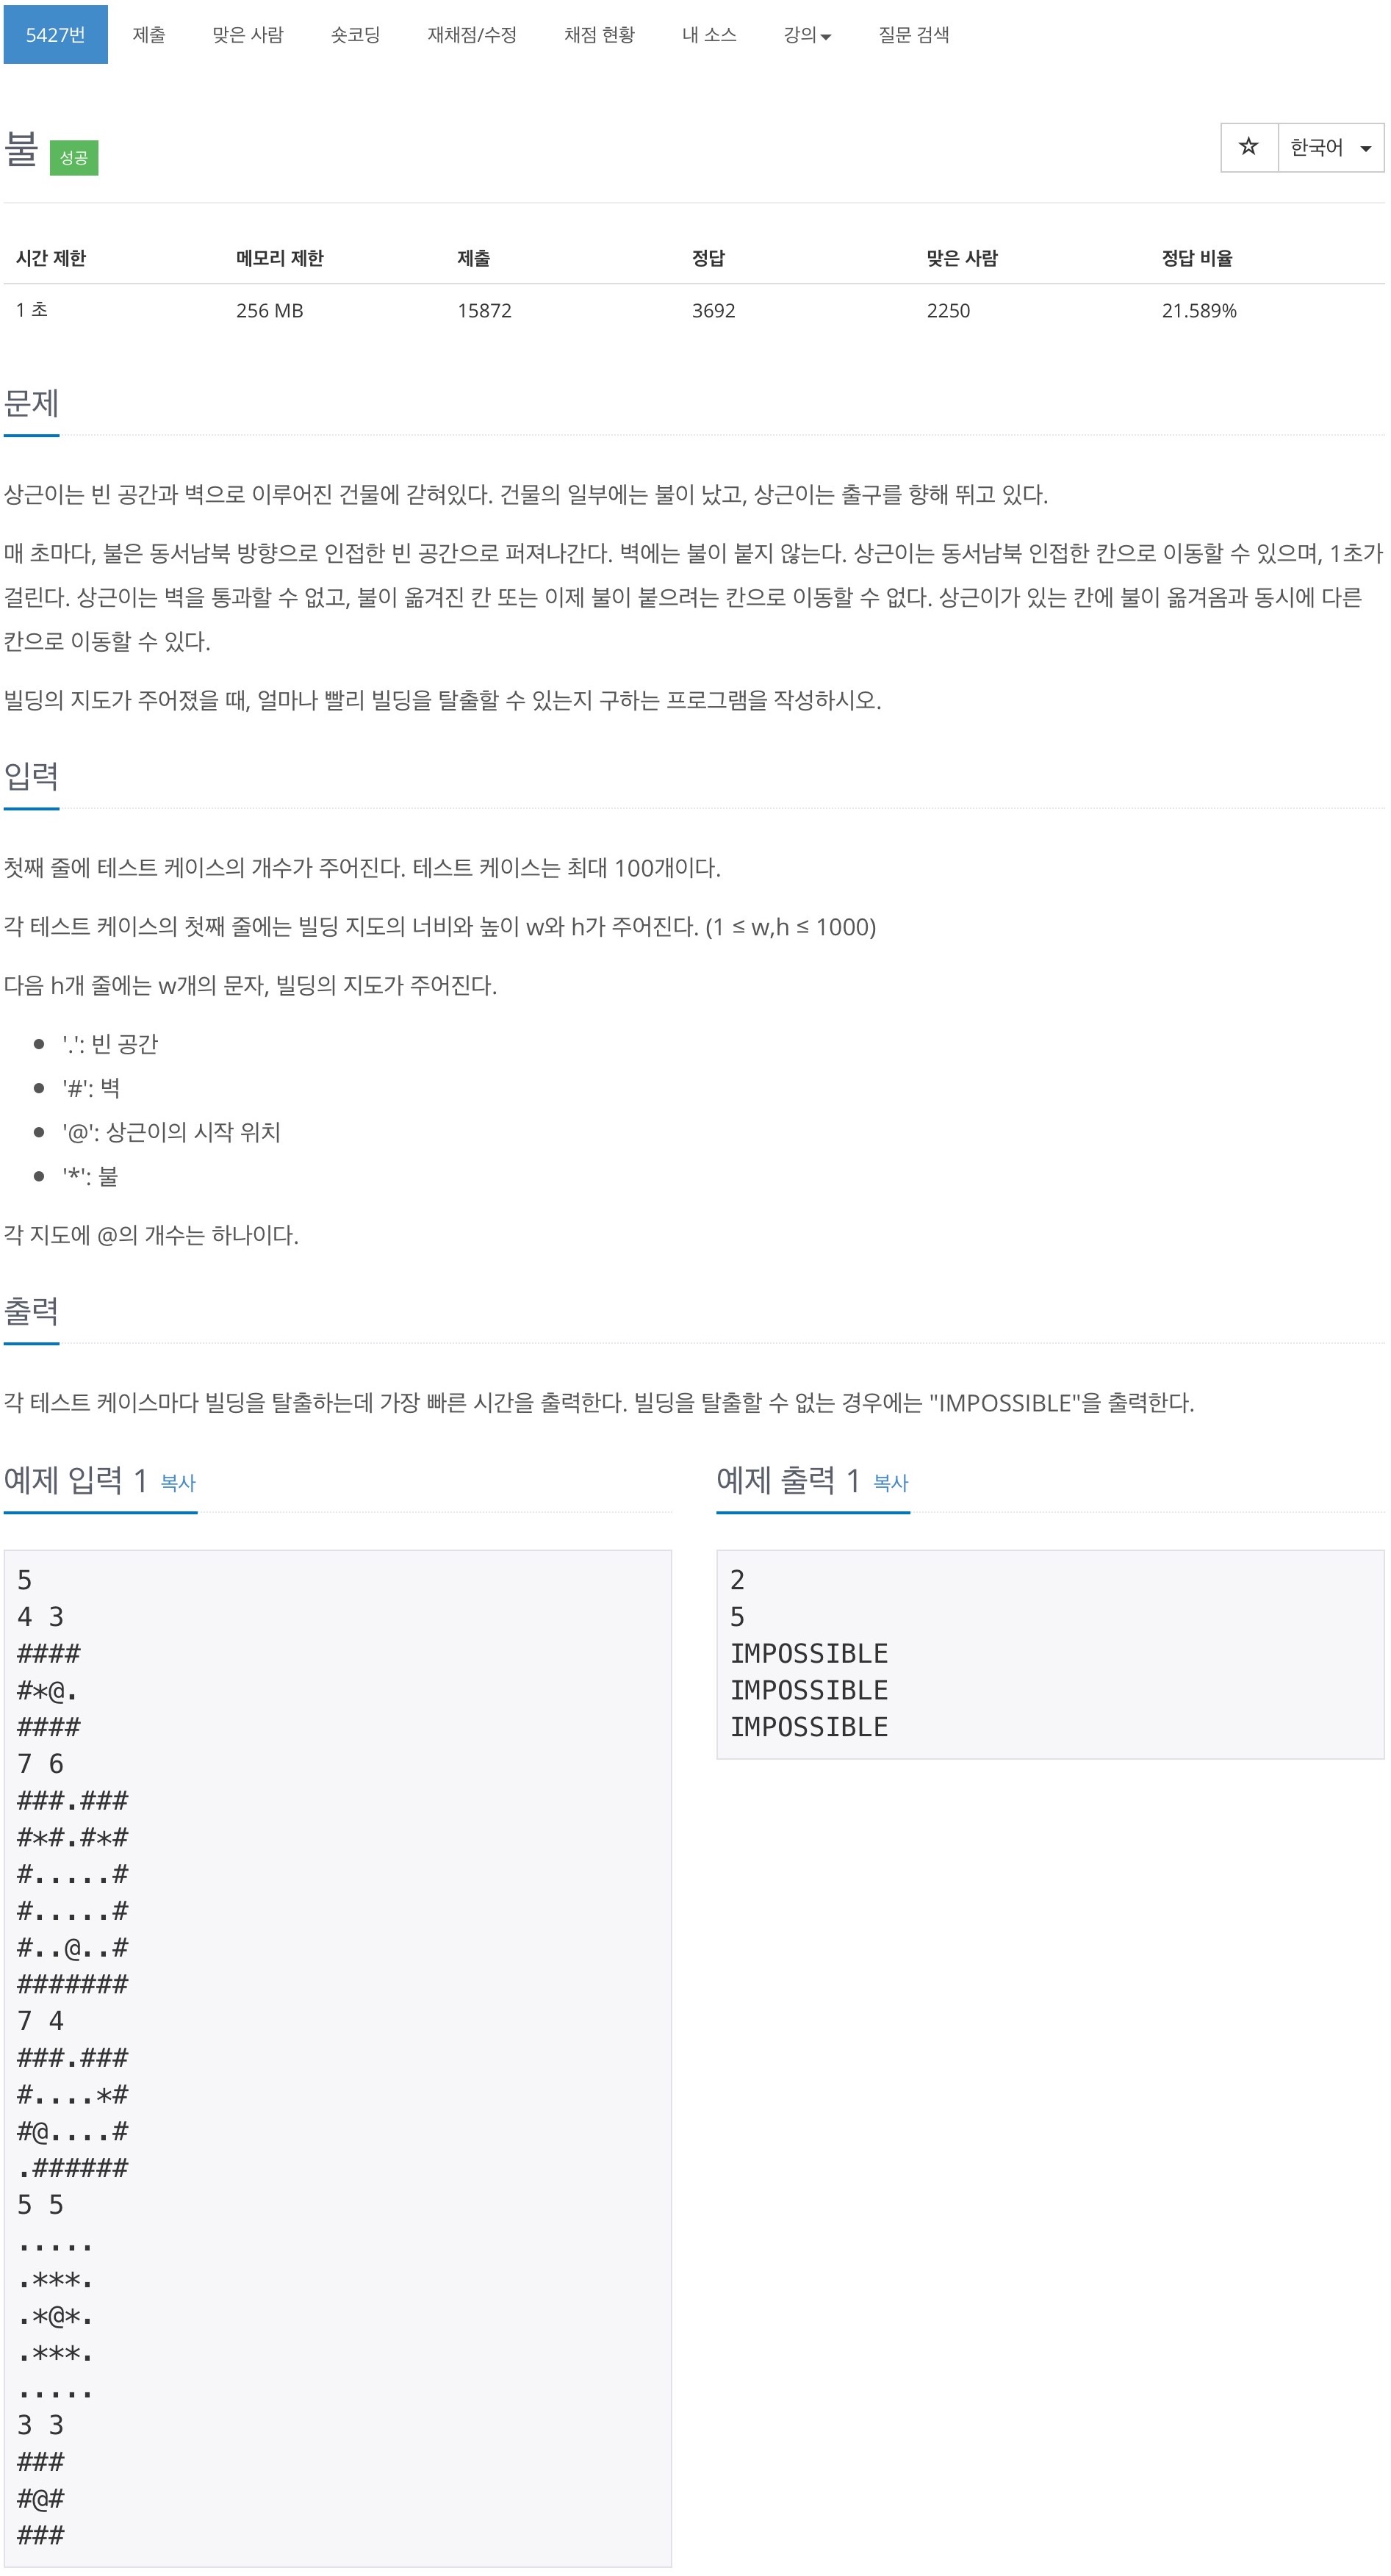 5427번 제출 맞은 사람 숏코딩 재채점/수정 채점 현황 내 소스 강의 질문 검색
불 성공 ☆ 한국어
시간 제한 메모리 제한 제출 정답 맞은 사람 정답 비율
1 초 256 MB 15872 3692 2250 21.589%
문제
상근이는 빈 공간과 벽으로 이루어진 건물에 갇혀있다. 건물의 일부에는 불이 났고, 상근이는 출구를 향해 뛰고 있다.
매 초마다, 불은 동서남북 방향으로 인접한 빈 공간으로 퍼져나간다. 벽에는 불이 붙지 않는다. 상근이는 동서남북 인접한 칸으로 이동할 수 있으며, 1초가
걸린다. 상근이는 벽을 통과할 수 없고, 불이 옮겨진 칸 또는 이제 불이 붙으려는 칸으로 이동할 수 없다. 상근이가 있는 칸에 불이 옮겨옴과 동시에 다른
칸으로 이동할 수 있다.
빌딩의 지도가 주어졌을 때, 얼마나 빨리 빌딩을 탈출할 수 있는지 구하는 프로그램을 작성하시오.
입력
첫째 줄에 테스트 케이스의 개수가 주어진다. 테스트 케이스는 최대 100개이다.
각 테스트 케이스의 첫째 줄에는 빌딩 지도의 너비와 높이 w와 h가 주어진다. (1 ≤ w,h ≤ 1000)
다음 h개 줄에는 w개의 문자, 빌딩의 지도가 주어진다.
• '.': 빈 공간
• '#': 벽
• '@': 상근이의 시작 위치
• '*': 불
각 지도에 @의 개수는 하나이다.
출력
각 테스트 케이스마다 빌딩을 탈출하는데 가장 빠른 시간을 출력한다. 빌딩을 탈출할 수 없는 경우에는 "IMPOSSIBLE"을 출력한다.
예제 입력 1 복사
5
4 3
####
#*@.
####
7 6
###.###
#*#.#*#
#.....#
#.....#
#..@..#
#######
7 4
###.###
#....*#
#@....#
.######
5 5
.....
.***.
.*@*.
.***.
.....
3 3
###
#@#
###
예제 출력 1 복사
2
5
IMPOSSIBLE
IMPOSSIBLE
IMPOSSIBLE